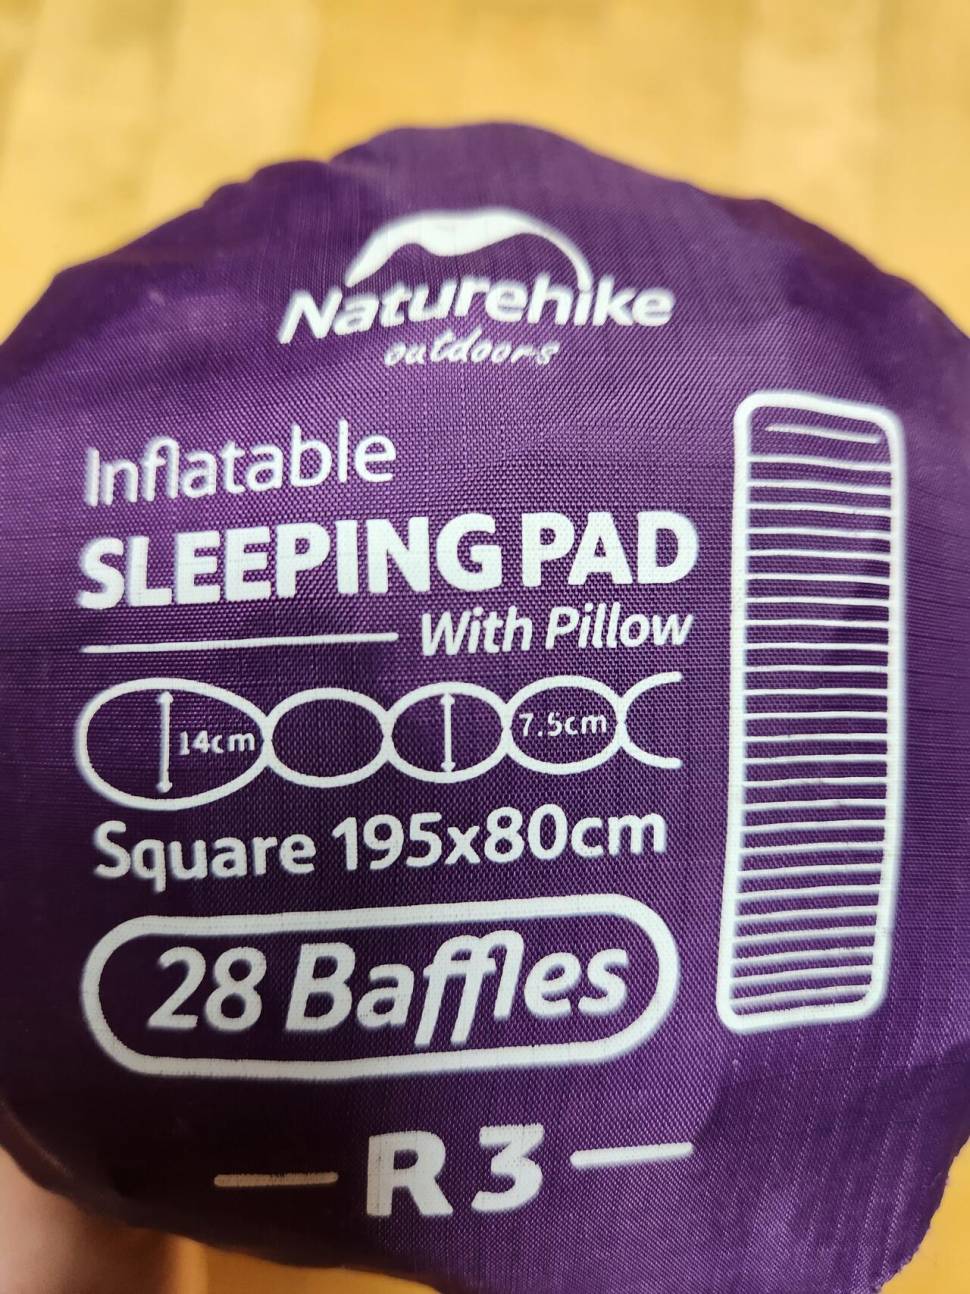 Naturehike
outdoors
Inflatable
SLEEPING PAD
With Pillow
14cm 7.5cm
Square 195x80cm
28 Baffles
R3